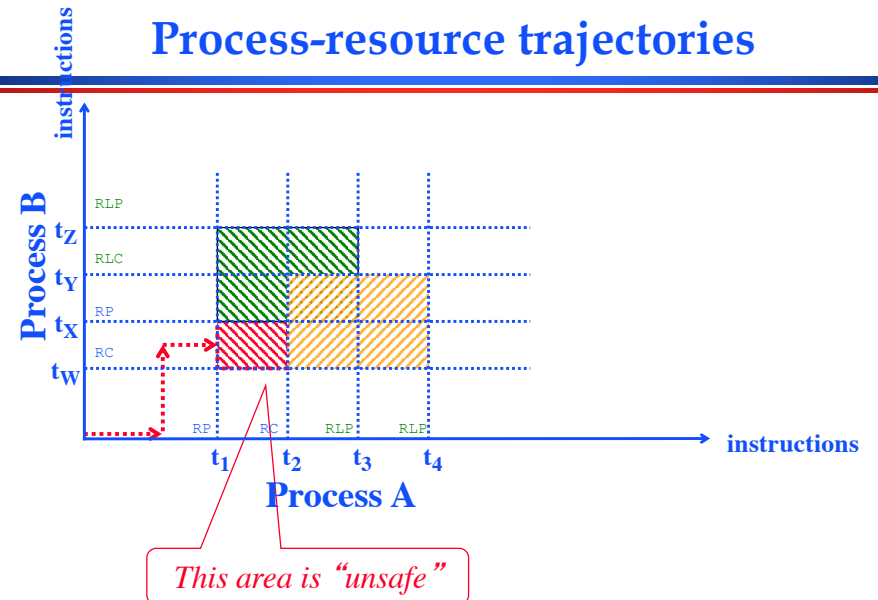 Process-resource trajectories
instructions
Process B
RLP
tZ
RLC
tY
RP
tX
RC
tW
RP RC RLP RLP
t1 t2 t3 t4
instructions
Process A
This area is “unsafe”